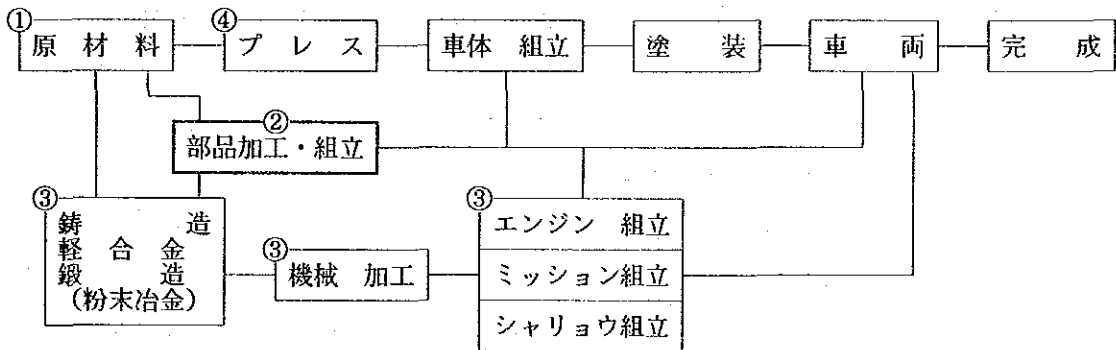 ① 原材料
④ プレス
車体 組立
塗装
車両
完成
② 部品加工・組立
③ 鋳造
軽合金
鍛造
(粉末冶金)
③ 機械 加工
③ エンジン 組立
ミッション組立
シャリョウ組立